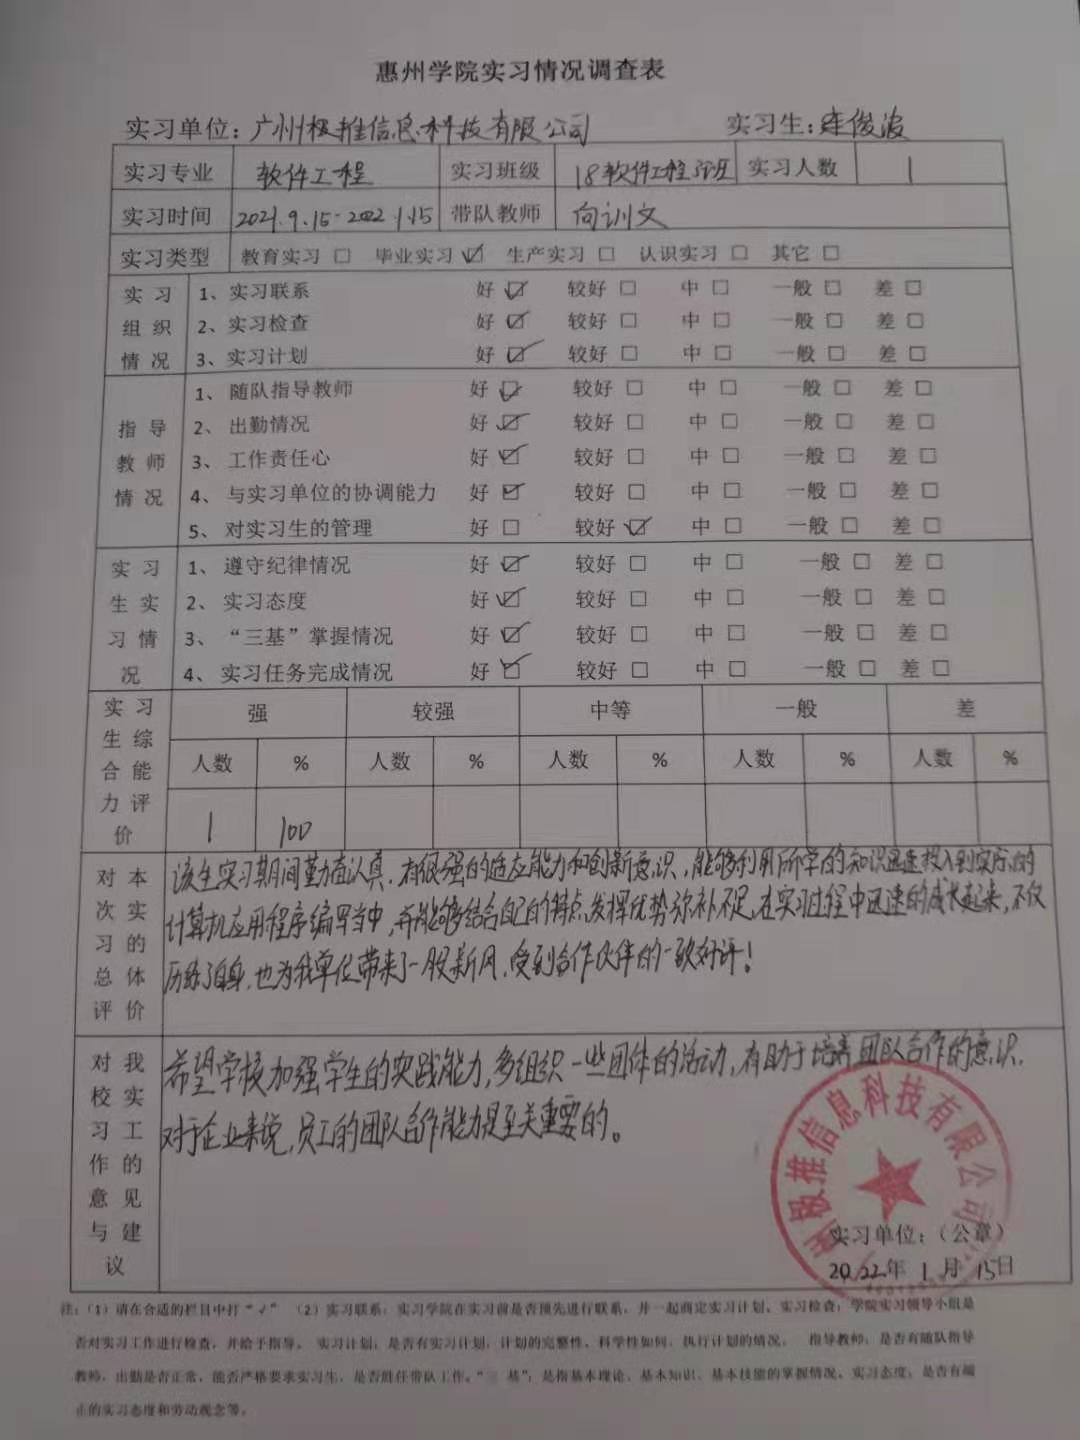 惠州学院实习情况调查表
实习单位：广州极推信息科技有限公司 实习生：连俊波
实习专业 软件工程 实习班级 18软件工程5班 实习人数 1
实习时间 2021.9.15-2022 1.15 带队教师 向训文
实习类型 教育实习 □ 毕业实习 ☑ 生产实习 □ 认识实习 □ 其它 □
实习组织情况
1、实习联系 好 ☑ 较好 □ 中 □ 一般 □ 差 □
2、实习检查 好 ☑ 较好 □ 中 □ 一般 □ 差 □
3、实习计划 好 ☑ 较好 □ 中 □ 一般 □ 差 □
指导教师情况
1、随队指导教师 好 ☑ 较好 □ 中 □ 一般 □ 差 □
2、出勤情况 好 ☑ 较好 □ 中 □ 一般 □ 差 □
3、工作责任心 好 ☑ 较好 □ 中 □ 一般 □ 差 □
4、与实习单位的协调能力 好 ☑ 较好 □ 中 □ 一般 □ 差 □
5、对实习生的管理 好 □ 较好 ☑ 中 □ 一般 □ 差 □
实习生实习情况
1、遵守纪律情况 好 ☑ 较好 □ 中 □ 一般 □ 差 □
2、实习态度 好 ☑ 较好 □ 中 □ 一般 □ 差 □
3、“三基”掌握情况 好 ☑ 较好 □ 中 □ 一般 □ 差 □
4、实习任务完成情况 好 ☑ 较好 □ 中 □ 一般 □ 差 □
实习生综合能力评价
强 较强 中等 一般 差
人数 % 人数 % 人数 % 人数 % 人数 %
1 100
对本次实习的总体评价
该生实习期间勤奋认真，有很强的适应能力和创新意识，能够利用所学的知识迅速投入到实际的
计算机应用程序编写当中，并能够结合自己的特点，发挥优势弥补不足，在实习过程中迅速的成长起来，不仅
历练了自身，也为我单位带来了一股新风，受到合作伙伴的一致好评！
对我校实习工作的意见与建议
希望学校加强学生的实践能力，多组织一些团体的活动，有助于培养团队合作的意识，
对于企业来说，员工的团队合作能力是至关重要的。
州极推信息科技有限公司
实习单位：（公章）
2022年 1 月 15日
注：（1）请在合适的栏目中打“√” （2）实习联系：实习学院在实习前是否预先进行联系，并一起商定实习计划。实习检查：学院实习领导小组是
否对实习工作进行检查，并给予指导。 实习计划：是否有实习计划，计划的完整性、科学性如何，执行计划的情况。 指导教师：是否有随队指导
教师，出勤是否正常，能否严格要求实习生，是否胜任带队工作。“三 基”：是指基本理论、基本知识、基本技能的掌握情况。实习态度：是否有端
正的实习态度和劳动观念等。